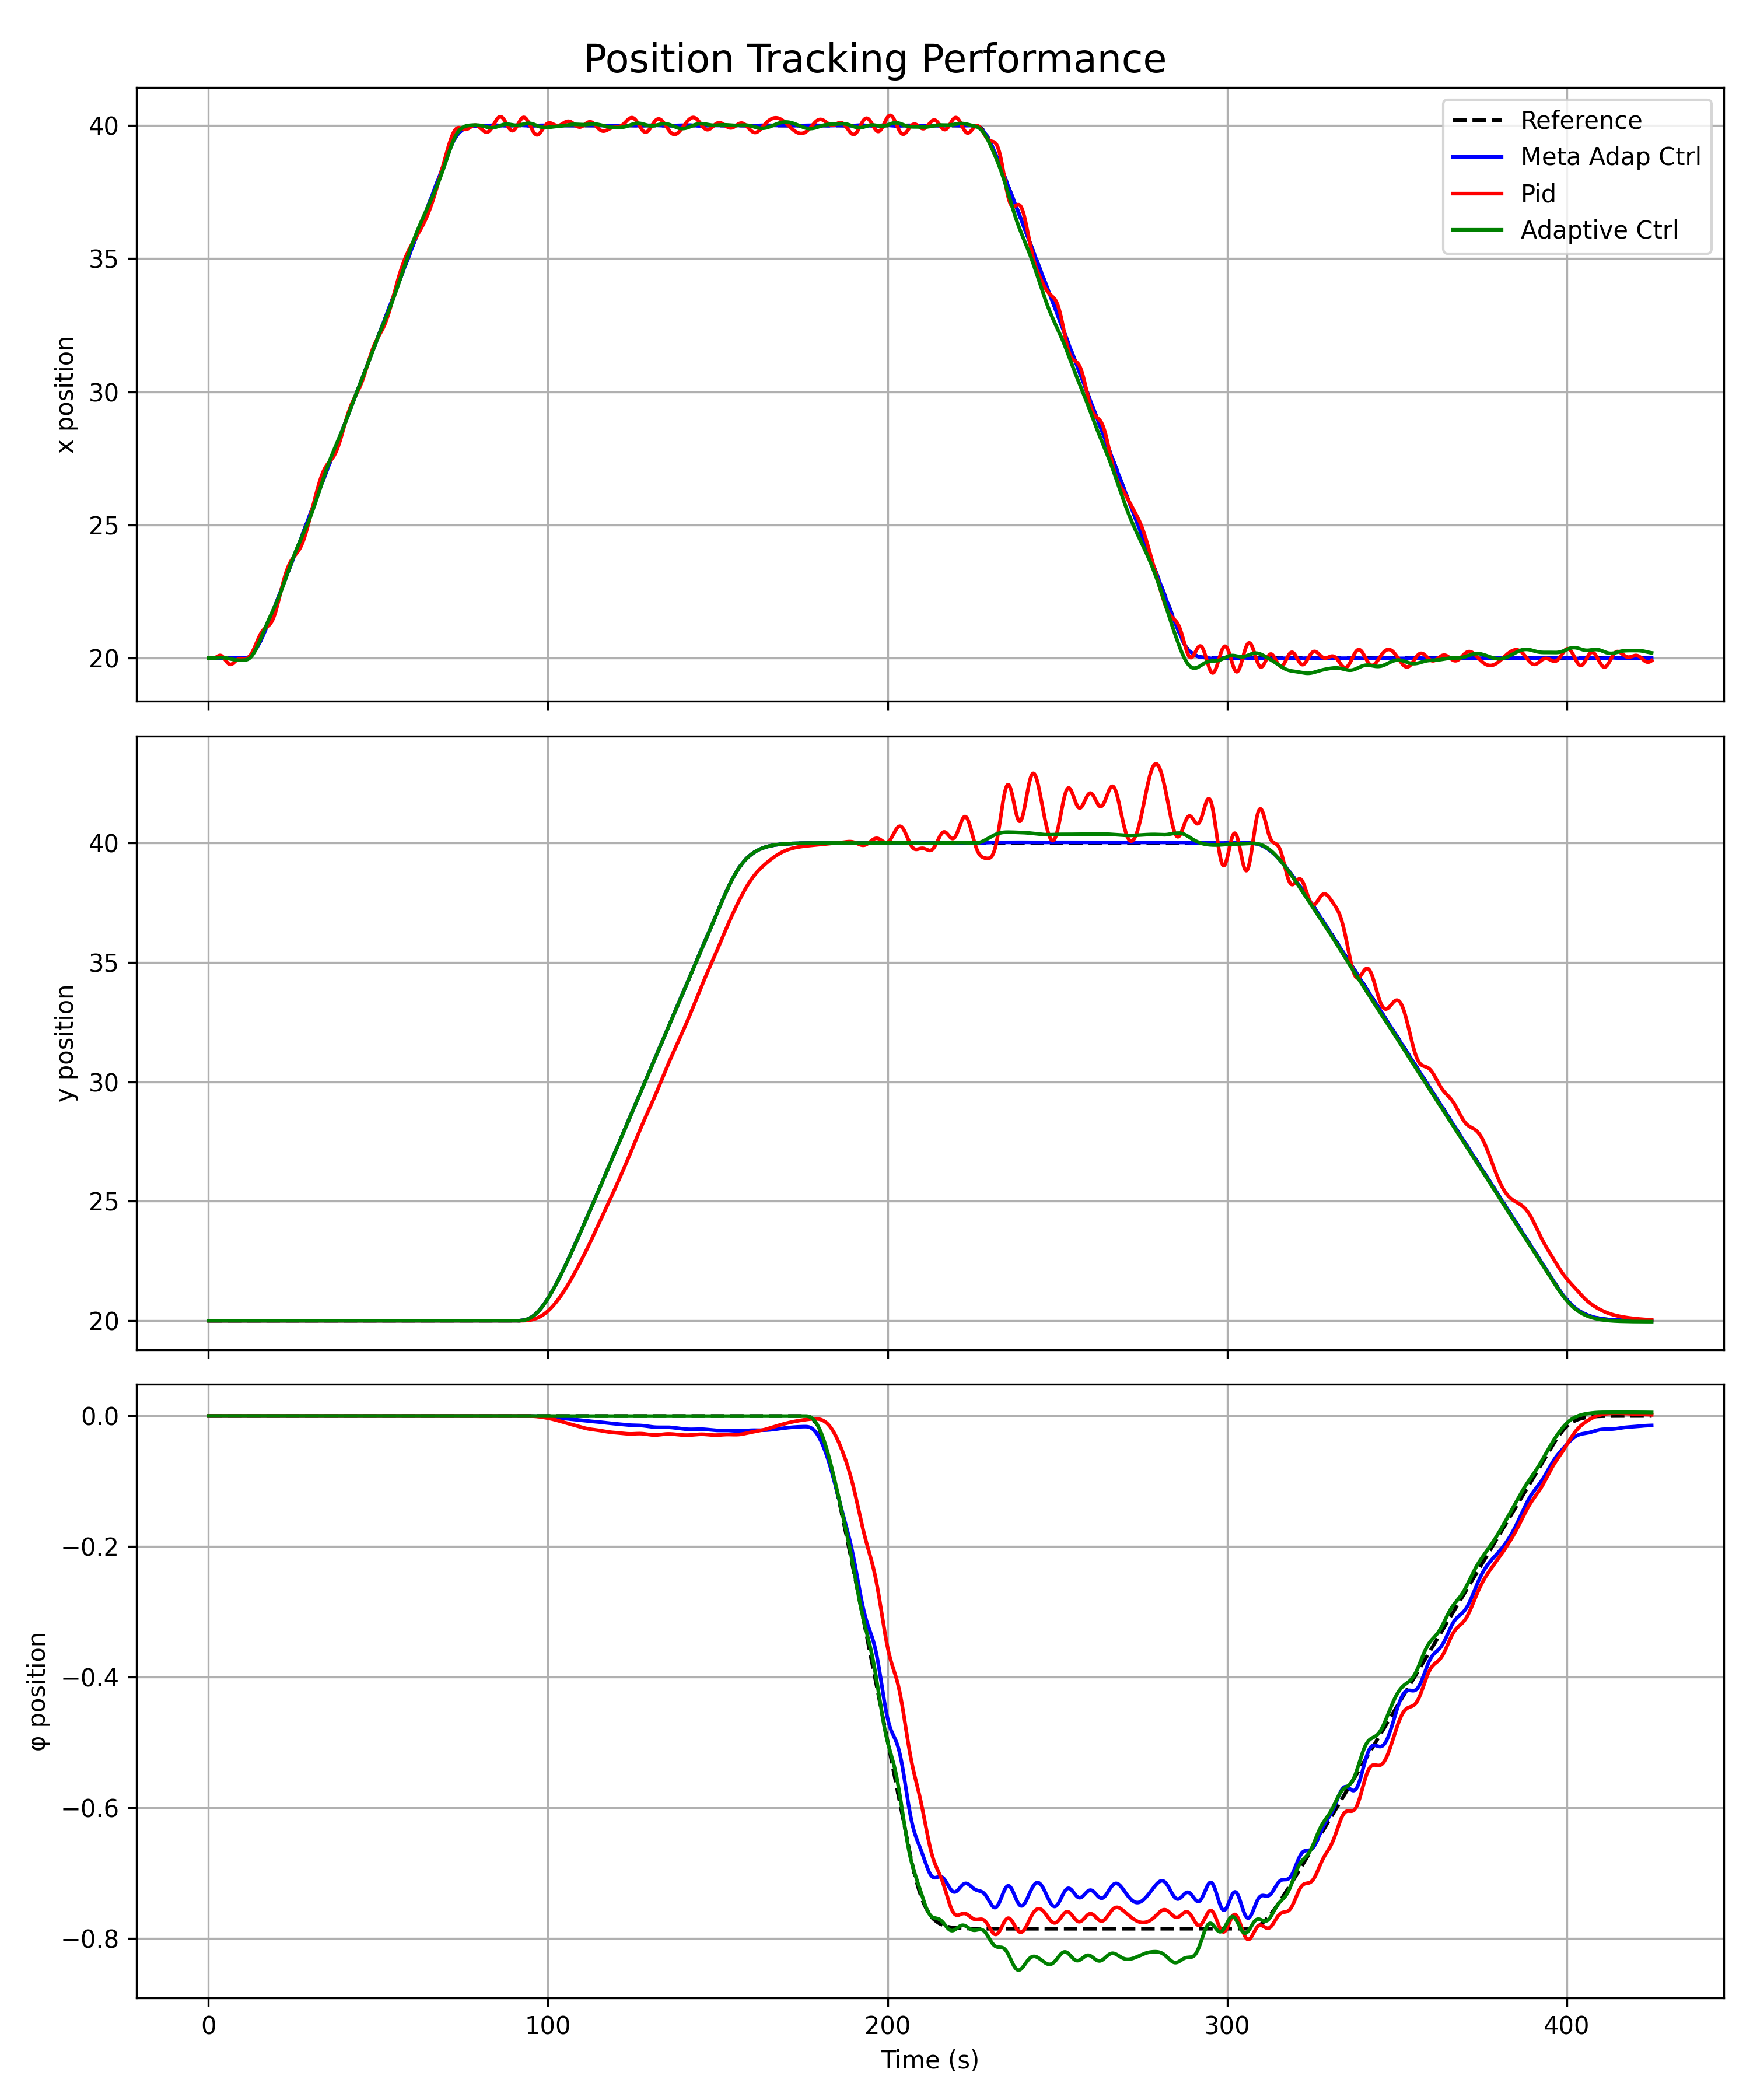 Position Tracking Performance
40
35
30
25
20
x position
Reference
Meta Adap Ctrl
Pid
Adaptive Ctrl
40
35
30
25
20
y position
0.0
−0.2
−0.4
−0.6
−0.8
φ position
0 100 200 300 400
Time (s)